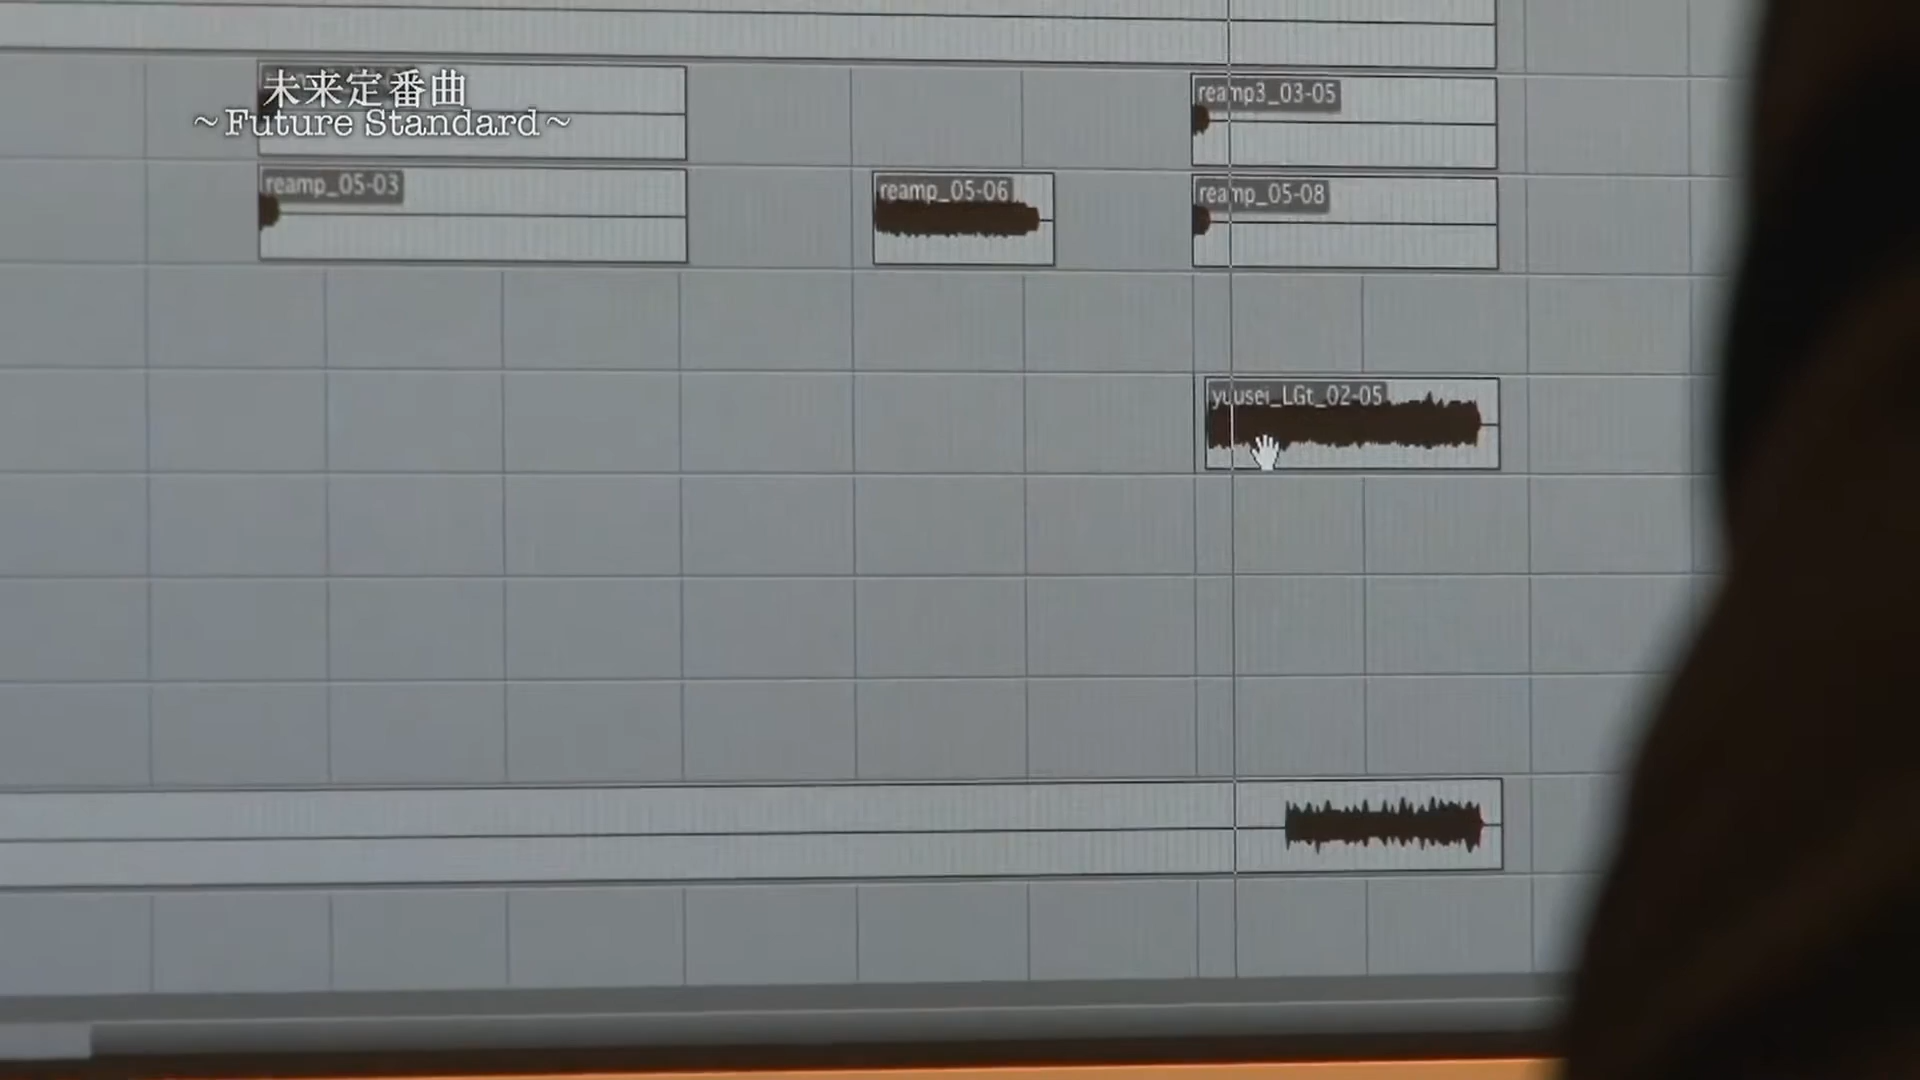 未来定番曲
～Future Standard～
reamp3_03-05
reamp_05-03
reamp_05-06
reamp_05-08
yuusei_LGt_02-05